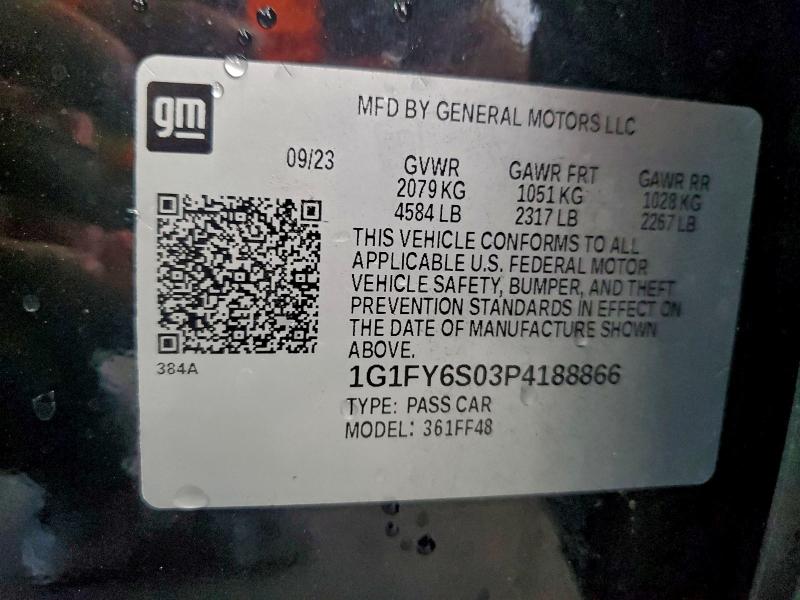 gm
MFD BY GENERAL MOTORS LLC
09/23 GVWR GAWR FRT GAWR RR
2079 KG 1051 KG 1028 KG
4584 LB 2317 LB 2267 LB
THIS VEHICLE CONFORMS TO ALL
APPLICABLE U.S. FEDERAL MOTOR
VEHICLE SAFETY, BUMPER, AND THEFT
PREVENTION STANDARDS IN EFFECT ON
THE DATE OF MANUFACTURE SHOWN
ABOVE.
384A
1G1FY6S03P4188866
TYPE: PASS CAR
MODEL: 361FF48